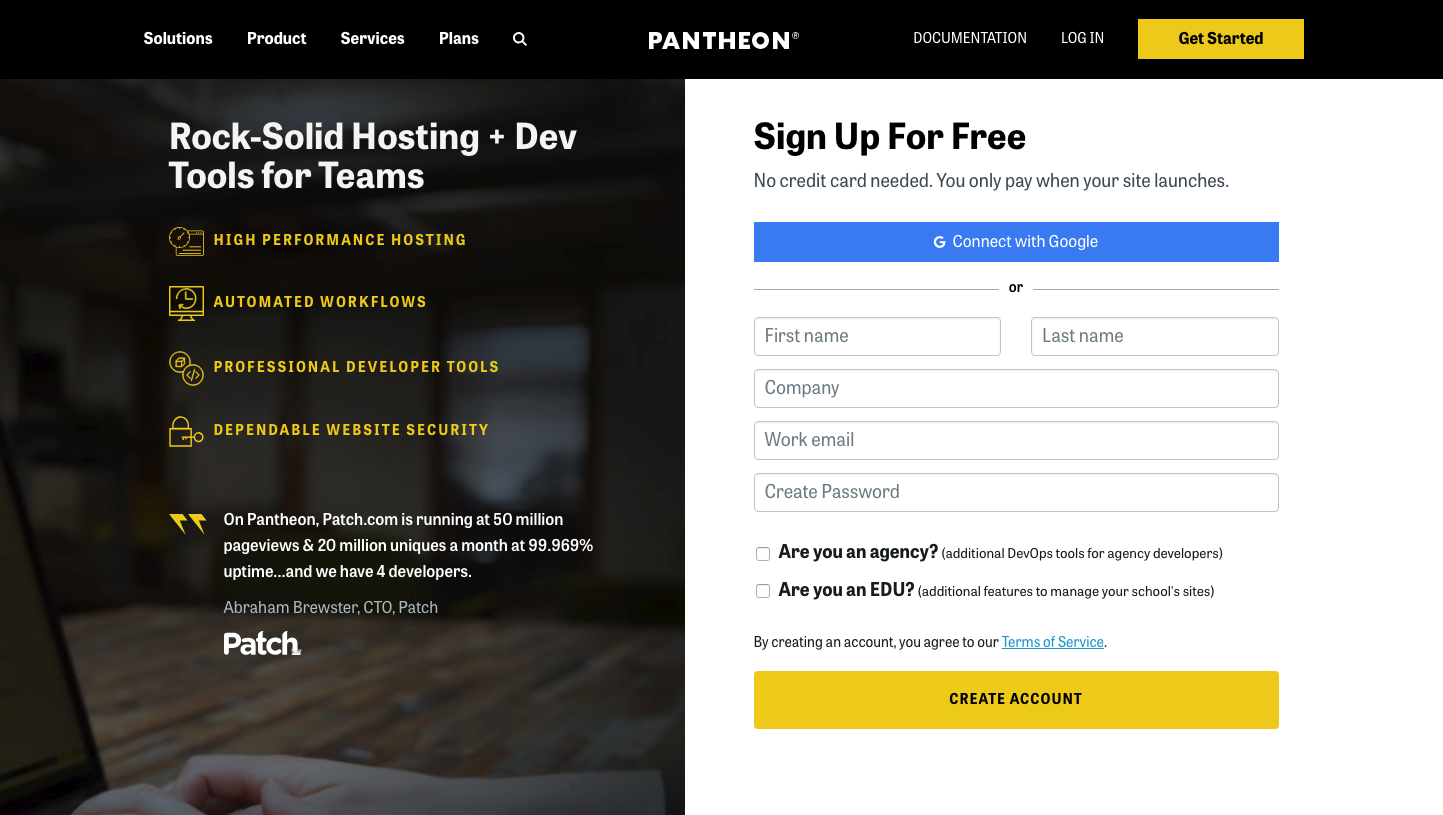 Solutions
Product
Services
Plans
PANTHEON®
DOCUMENTATION
LOG IN
Get Started
Rock-Solid Hosting + Dev
Tools for Teams
HIGH PERFORMANCE HOSTING
AUTOMATED WORKFLOWS
PROFESSIONAL DEVELOPER TOOLS
DEPENDABLE WEBSITE SECURITY
On Pantheon, Patch.com is running at 50 million
pageviews & 20 million uniques a month at 99.969%
uptime...and we have 4 developers.
Abraham Brewster, CTO, Patch
Patch
Sign Up For Free
No credit card needed. You only pay when your site launches.
G Connect with Google
or
First name
Last name
Company
Work email
Create Password
Are you an agency? (additional DevOps tools for agency developers)
Are you an EDU? (additional features to manage your school's sites)
By creating an account, you agree to our Terms of Service.
CREATE ACCOUNT